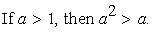 If a > 1, then a² > a.